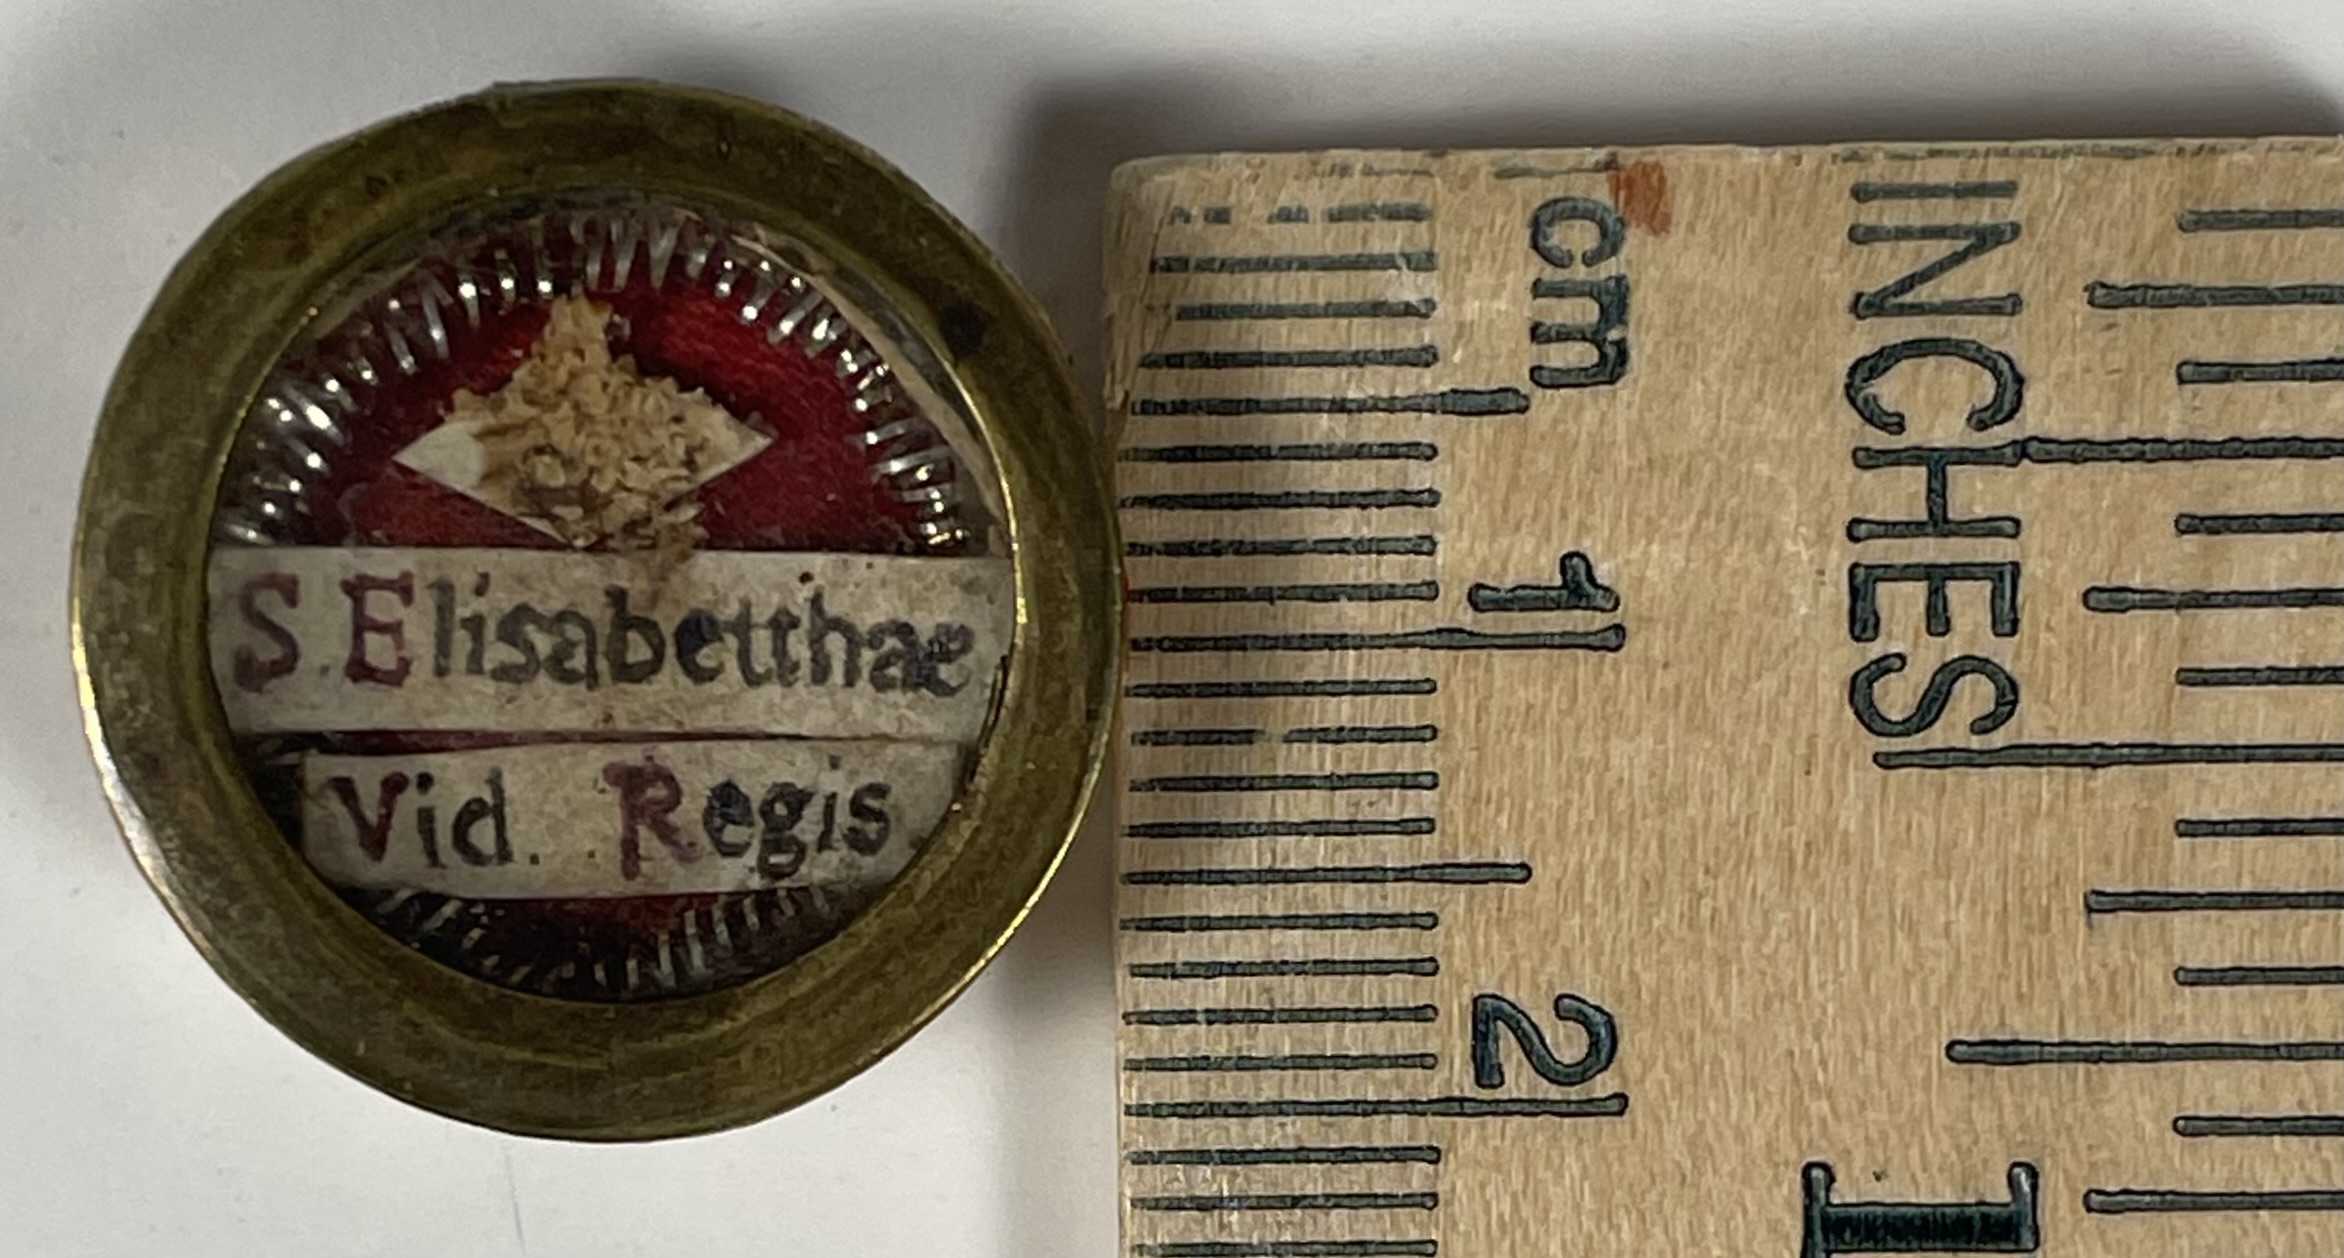 S. Elisabetthae
Vid. Regis
cm
1
2
INCHES
1